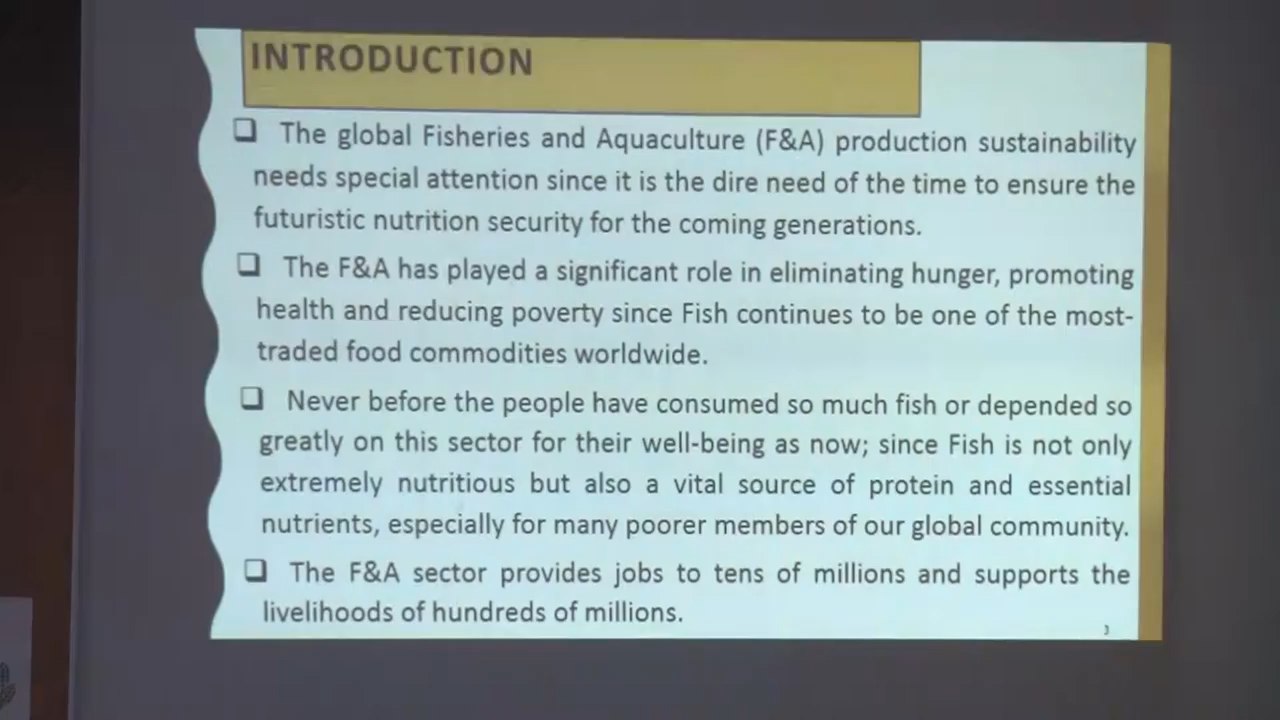 INTRODUCTION
❑ The global Fisheries and Aquaculture (F&A) production sustainability
needs special attention since it is the dire need of the time to ensure the
futuristic nutrition security for the coming generations.
❑ The F&A has played a significant role in eliminating hunger, promoting
health and reducing poverty since Fish continues to be one of the most-
traded food commodities worldwide.
❑ Never before the people have consumed so much fish or depended so
greatly on this sector for their well-being as now; since Fish is not only
extremely nutritious but also a vital source of protein and essential
nutrients, especially for many poorer members of our global community.
❑ The F&A sector provides jobs to tens of millions and supports the
livelihoods of hundreds of millions.
3